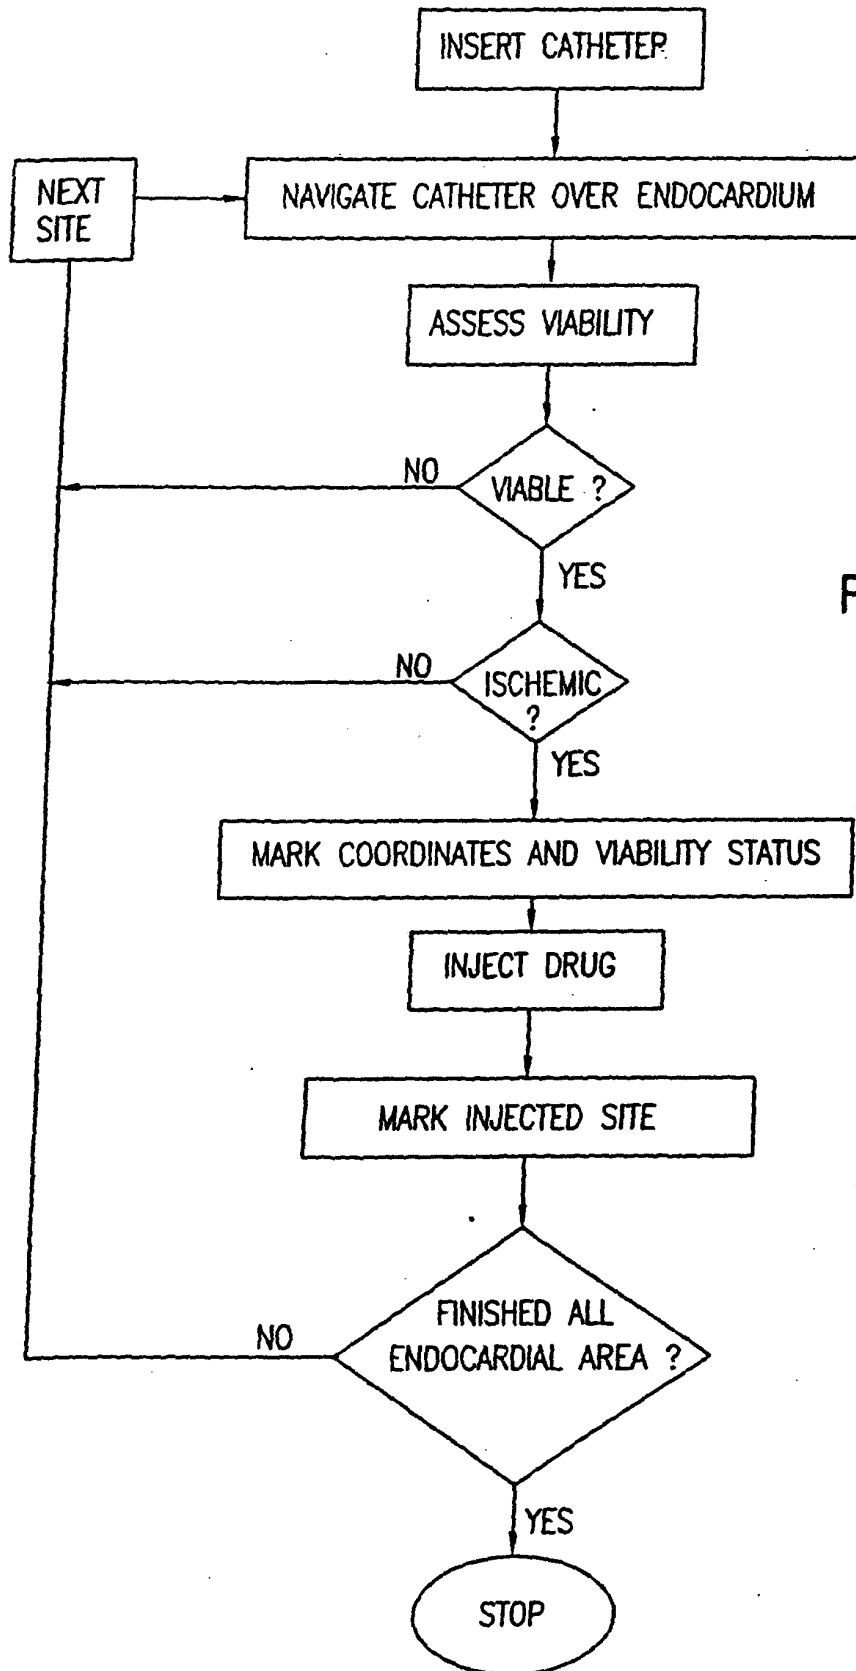 INSERT CATHETER
NEXT
SITE
NAVIGATE CATHETER OVER ENDOCARDIUM
ASSESS VIABILITY
NO
VIABLE ?
YES
NO
ISCHEMIC
?
YES
MARK COORDINATES AND VIABILITY STATUS
INJECT DRUG
MARK INJECTED SITE
FINISHED ALL
ENDOCARDIAL AREA ?
NO
YES
STOP